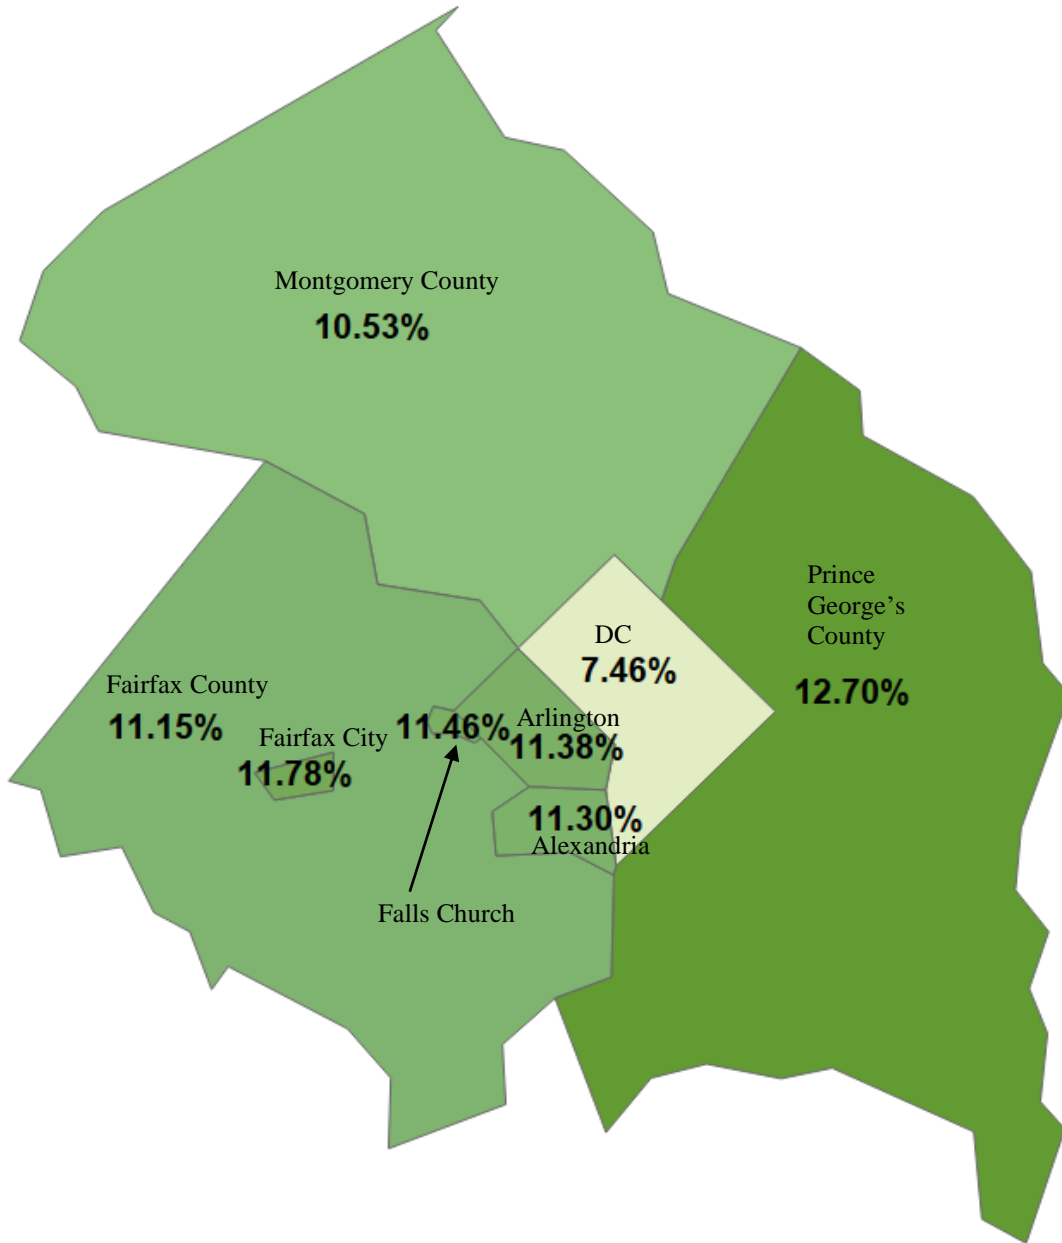 Montgomery County
10.53%
Prince
George’s
County
12.70%
DC
7.46%
Fairfax County
11.15%
Fairfax City
11.78%
11.46%
Arlington
11.38%
11.30%
Alexandria
Falls Church